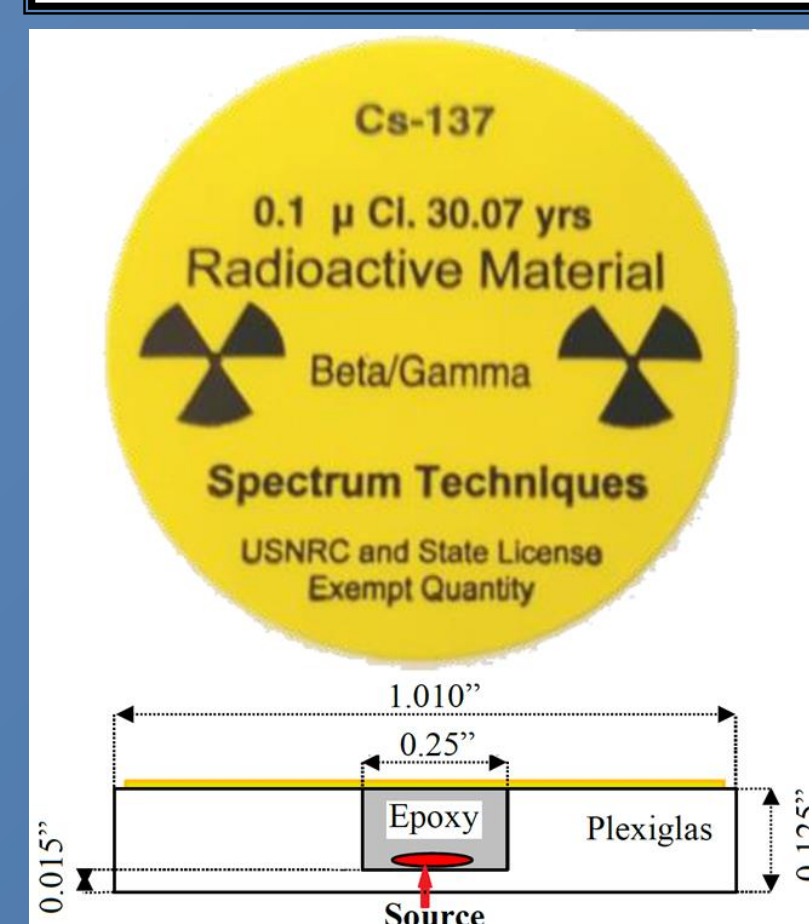 Cs-137
0.1 μ Ci. 30.07 yrs
Radioactive Material
Beta/Gamma
Spectrum Techniques
USNRC and State License
Exempt Quantity
1.010”
0.25”
Epoxy
Plexiglas
0.015”
0.125”
Source